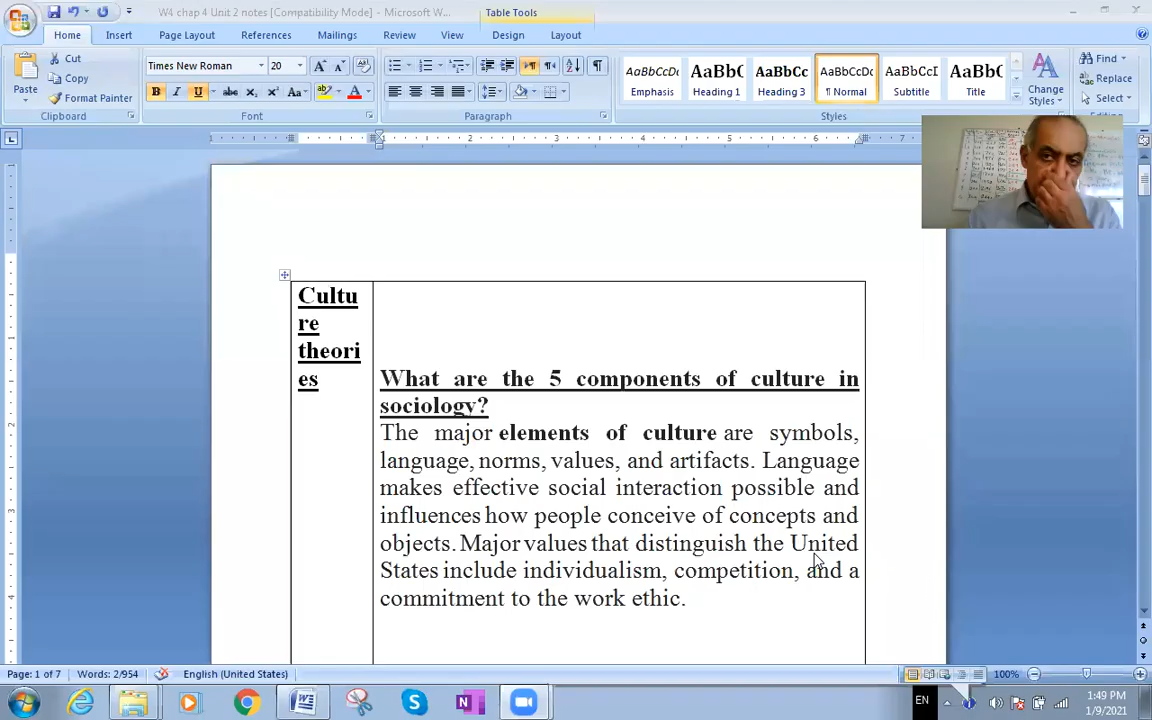 W4 chap 4 Unit 2 notes [Compatibility Mode] - Microsoft W...
Table Tools
Home Insert Page Layout References Mailings Review View Design Layout
Paste
Cut
Copy
Format Painter
Clipboard
Times New Roman 20
Font
Paragraph
AaBbCcDc AaBbC AaBbCc AaBbCcDc AaBbCcI AaBbC
Emphasis Heading 1 Heading 3 ¶ Normal Subtitle Title
Styles
Change
Styles
Find
Replace
Select
Cultu
re
theori
es
What are the 5 components of culture in
sociology?
The major elements of culture are symbols,
language, norms, values, and artifacts. Language
makes effective social interaction possible and
influences how people conceive of concepts and
objects. Major values that distinguish the United
States include individualism, competition, and a
commitment to the work ethic.
Page: 1 of 7 Words: 2/954 English (United States) 100%
EN
1:49 PM
1/9/2021